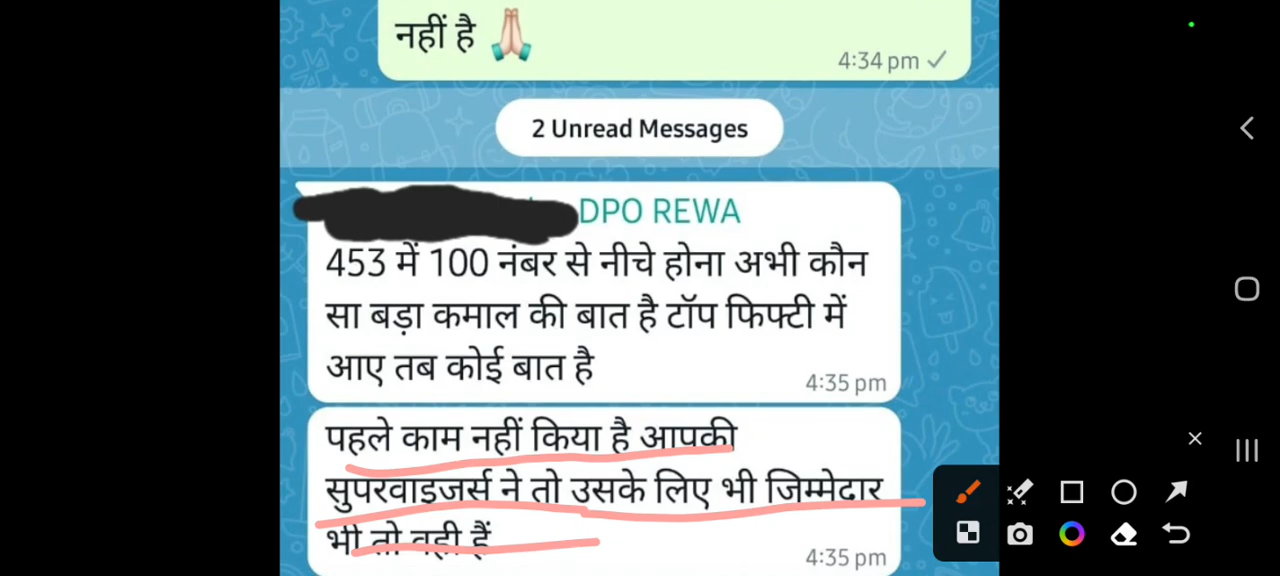 नहीं है 🙏🏻
4:34 pm ✓
2 Unread Messages
DPO REWA
453 में 100 नंबर से नीचे होना अभी कौन
सा बड़ा कमाल की बात है टॉप फिफ्टी में
आए तब कोई बात है
4:35 pm
पहले काम नहीं किया है आपकी
सुपरवाइजर्स ने तो उसके लिए भी जिम्मेदार
भी तो वही हैं
4:35 pm